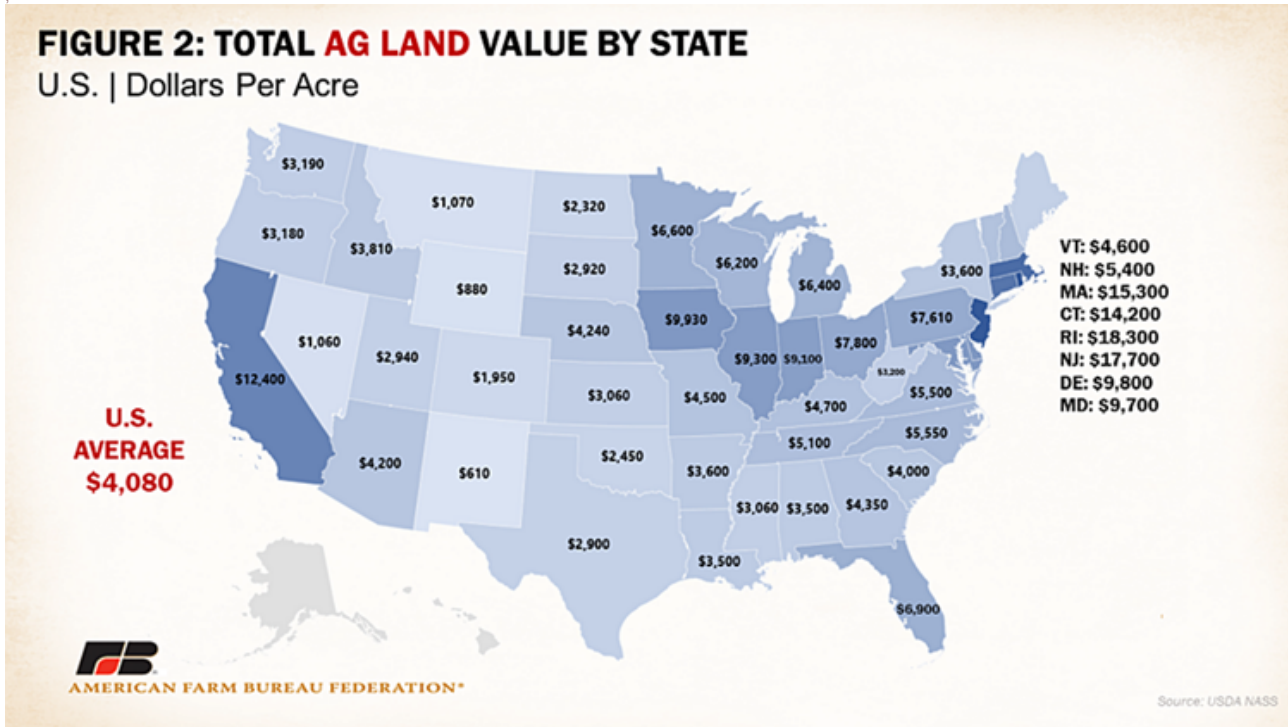 FIGURE 2: TOTAL AG LAND VALUE BY STATE
U.S. | Dollars Per Acre
$3,190
$1,070
$2,320
$6,600
$3,180
$3,810
$2,920
$6,200
$6,400
$3,600
$880
$9,930
$7,610
$4,240
$1,060
$2,940
$1,950
$9,300
$9,100
$7,800
$3,200
$12,400
$3,060
$4,500
$4,700
$5,500
$5,550
$5,100
$4,200
$610
$2,450
$3,600
$4,000
$3,060
$3,500
$4,350
$2,900
$3,500
$6,900
VT: $4,600
NH: $5,400
MA: $15,300
CT: $14,200
RI: $18,300
NJ: $17,700
DE: $9,800
MD: $9,700
U.S.
AVERAGE
$4,080
FB
AMERICAN FARM BUREAU FEDERATION®
Source: USDA NASS